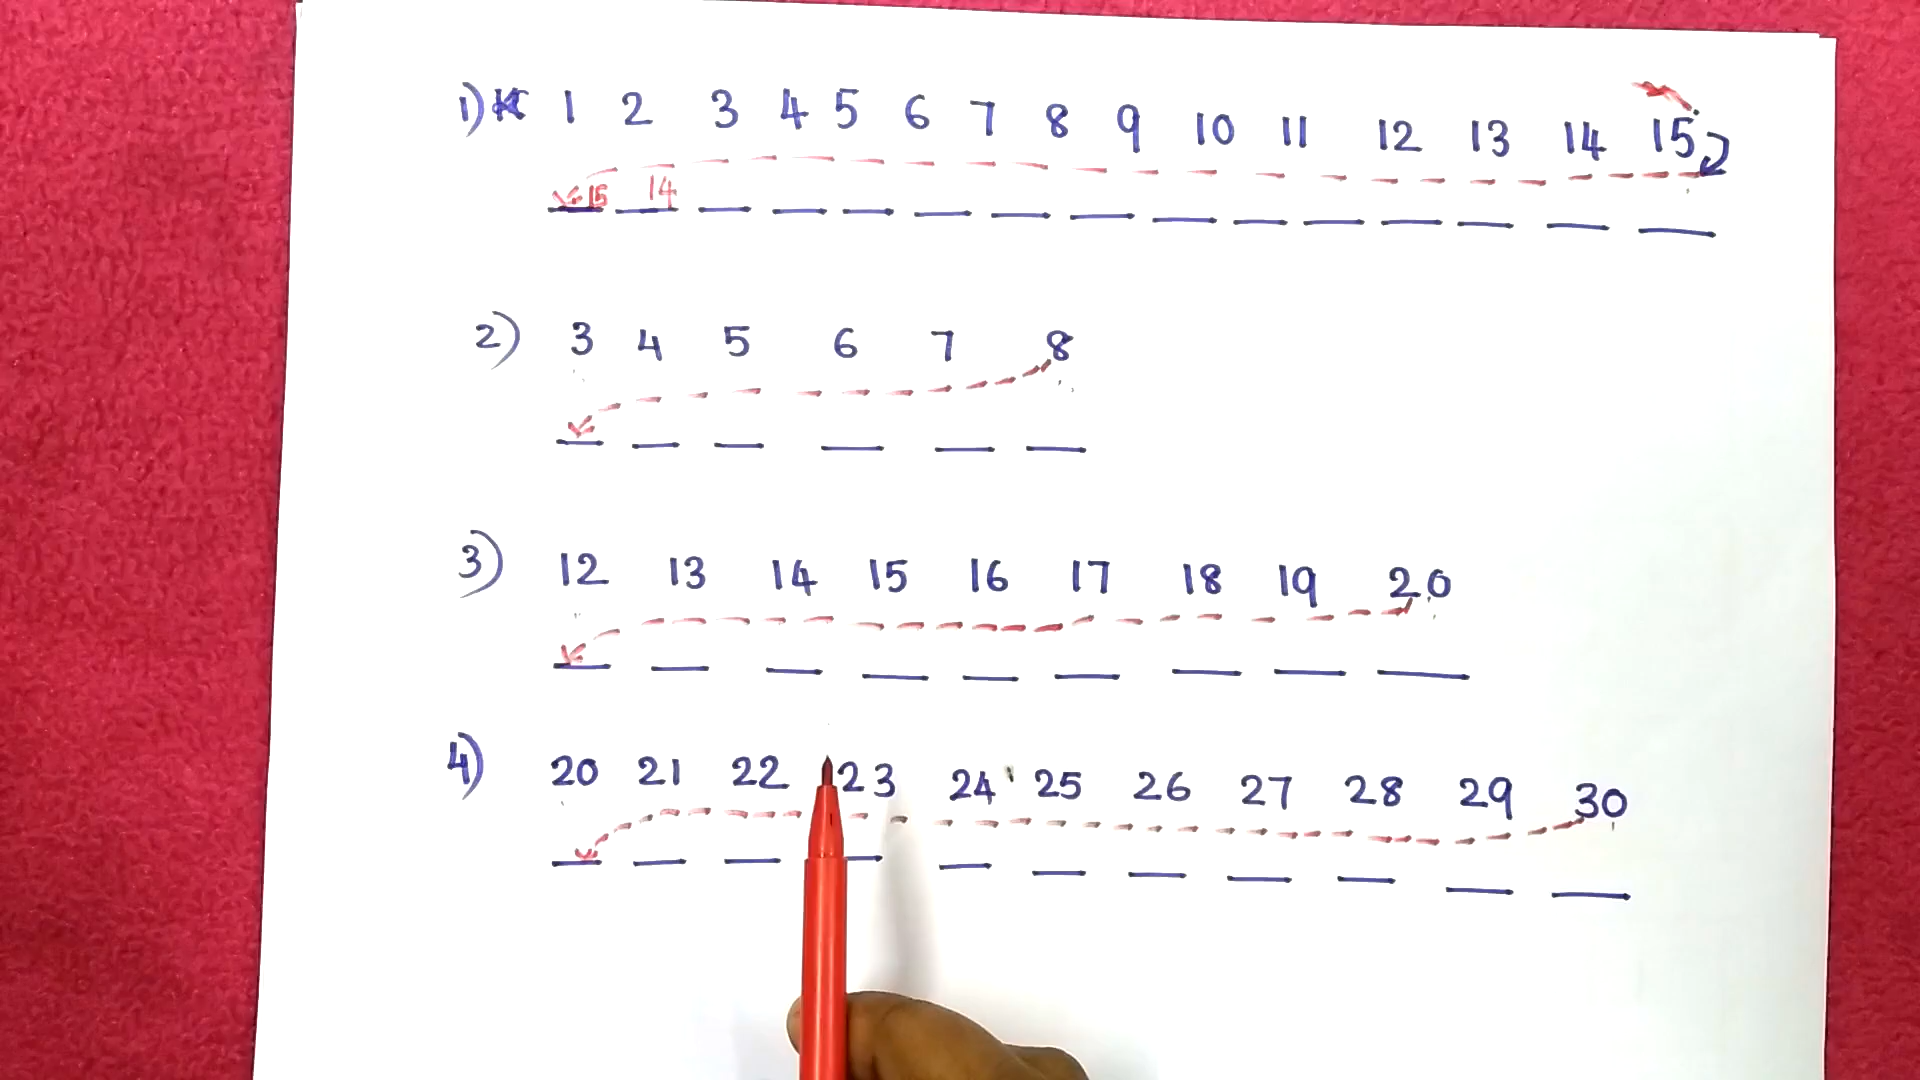 1) 1 2 3 4 5 6 7 8 9 10 11 12 13 14 15
15 14
2) 3 4 5 6 7 8
3) 12 13 14 15 16 17 18 19 20
4) 20 21 22 23 24 25 26 27 28 29 30